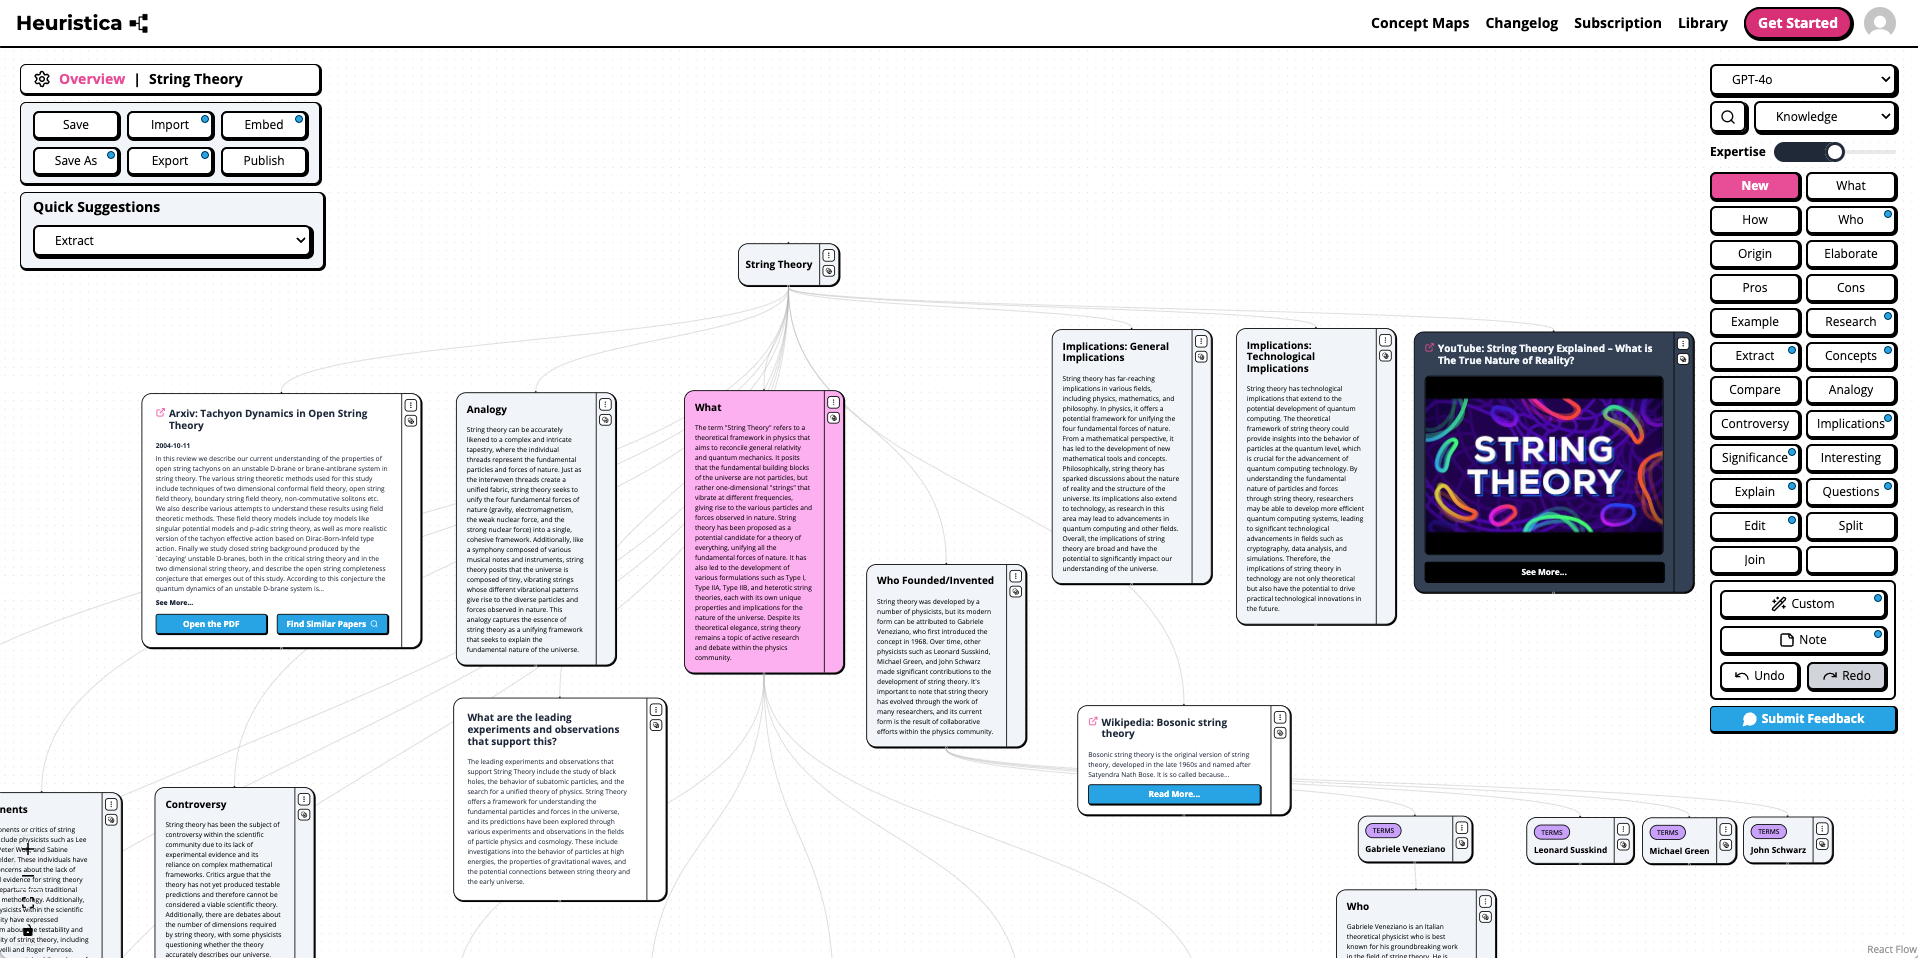 Heuristica
Concept Maps
Changelog
Subscription
Library
Get Started
Overview | String Theory
Save
Import
Embed
Save As
Export
Publish
Quick Suggestions
Extract
GPT-4o
Knowledge
Expertise
New
What
How
Who
Origin
Elaborate
Pros
Cons
Example
Research
Extract
Concepts
Compare
Analogy
Controversy
Implications
Significance
Interesting
Explain
Questions
Edit
Split
Join
Custom
Note
Undo
Redo
Submit Feedback
String Theory
Arxiv: Tachyon Dynamics in Open String
Theory
2004-10-11
In this review we describe our current understanding of the properties of
open string tachyons on an unstable D-brane or brane-antibrane system in
string theory. The various string theoretic methods used for this study
include techniques of two dimensional conformal field theory, open string
field theory, boundary string field theory, non-commutative solitons etc.
We also describe various attempts to understand these results using field
theoretic methods. These field theory models include toy models like
singular potential models and p-adic string theory, as well as more realistic
version of the tachyon effective action based on Dirac-Born-Infeld type
action. Finally we study closed string background produced by the
`decaying' unstable D-branes, both in the critical string theory and in the
two dimensional string theory, and describe the open string completeness
conjecture that emerges out of this study. According to this conjecture the
quantum dynamics of an unstable D-brane system is...
See More...
Open the PDF
Find Similar Papers
Analogy
String theory can be accurately
likened to a complex and intricate
tapestry, where the individual
threads represent the fundamental
particles and forces of nature. Just as
the interwoven threads create a
unified fabric, string theory seeks to
unify the four fundamental forces of
nature (gravity, electromagnetism,
the weak nuclear force, and the
strong nuclear force) into a single,
cohesive framework. Additionally, like
a symphony composed of various
musical notes and instruments, string
theory posits that the universe is
composed of tiny, vibrating strings
whose different vibrational patterns
give rise to the diverse particles and
forces observed in nature. This
analogy captures the essence of
string theory as a unifying framework
that seeks to explain the
fundamental nature of the universe.
What
The term "String Theory" refers to a
theoretical framework in physics that
aims to reconcile general relativity
and quantum mechanics. It posits
that the fundamental building blocks
of the universe are not particles, but
rather one-dimensional "strings" that
vibrate at different frequencies,
giving rise to the various particles and
forces observed in nature. String
theory has been proposed as a
potential candidate for a theory of
everything, unifying all the
fundamental forces of nature. It has
also led to the development of
various formulations such as Type I,
Type IIA, Type IIB, and heterotic string
theories, each with its own unique
properties and implications for the
nature of the universe. Despite its
theoretical elegance, string theory
remains a topic of active research
and debate within the physics
community.
Who Founded/Invented
String theory was developed by a
number of physicists, but its modern
form can be attributed to Gabriele
Veneziano, who first introduced the
concept in 1968. Over time, other
physicists such as Leonard Susskind,
Michael Green, and John Schwarz
made significant contributions to the
development of string theory. It's
important to note that string theory
has evolved through the work of
many researchers, and its current
form is the result of collaborative
efforts within the physics community.
Implications: General
Implications
String theory has far-reaching
implications in various fields,
including physics, mathematics, and
philosophy. In physics, it offers a
potential framework for unifying the
four fundamental forces of nature.
From a mathematical perspective, it
has led to the development of new
mathematical tools and concepts.
Philosophically, string theory has
sparked discussions about the nature
of reality and the structure of the
universe. Its implications also extend
to technology, as research in this
area may lead to advancements in
quantum computing and other fields.
Overall, the implications of string
theory are broad and have the
potential to significantly impact our
understanding of the universe.
Implications:
Technological
Implications
String theory has technological
implications that extend to the
potential development of quantum
computing. The theoretical
framework of string theory could
provide insights into the behavior of
particles at the quantum level, which
is crucial for the advancement of
quantum computing technology. By
understanding the fundamental
nature of particles and forces
through string theory, researchers
may be able to develop more efficient
quantum computing systems, leading
to significant technological
advancements in fields such as
cryptography, data analysis, and
simulations. Therefore, the
implications of string theory in
technology are not only theoretical
but also have the potential to drive
practical technological innovations in
the future.
YouTube: String Theory Explained – What is
The True Nature of Reality?
STRING
THEORY
See More...
What are the leading
experiments and observations
that support this?
The leading experiments and observations that
support String Theory include the study of black
holes, the behavior of subatomic particles, and the
search for a unified theory of physics. String Theory
offers a framework for understanding the
fundamental particles and forces in the universe,
and its predictions have been explored through
various experiments and observations in the fields
of particle physics and cosmology. These include
investigations into the behavior of particles at high
energies, the properties of gravitational waves, and
the potential connections between string theory and
the early universe.
Wikipedia: Bosonic string
theory
Bosonic string theory is the original version of string
theory, developed in the late 1960s and named after
Satyendra Nath Bose. It is so called because...
Read More...
TERMS
Gabriele Veneziano
TERMS
Leonard Susskind
TERMS
Michael Green
TERMS
John Schwarz
nents
onents or critics of string
clude physicists such as Lee
Peter Woit and Sabine
elder. These individuals have
oncerns about the lack of
l evidence for string theory
eparture from traditional
methodology. Additionally,
ysicists within the scientific
ity have expressed
m about the testability and
ity of string theory, including
velli and Roger Penrose.
Controversy
String theory has been the subject of
controversy within the scientific
community due to its lack of
experimental evidence and its
reliance on complex mathematical
frameworks. Critics argue that the
theory has not yet produced testable
predictions and therefore cannot be
considered a viable scientific theory.
Additionally, there are debates about
the number of dimensions required
by string theory, with some physicists
questioning whether the theory
accurately describes our universe.
Who
Gabriele Veneziano is an Italian
theoretical physicist who is best
known for his groundbreaking work
in the field of string theory. He is
React Flow